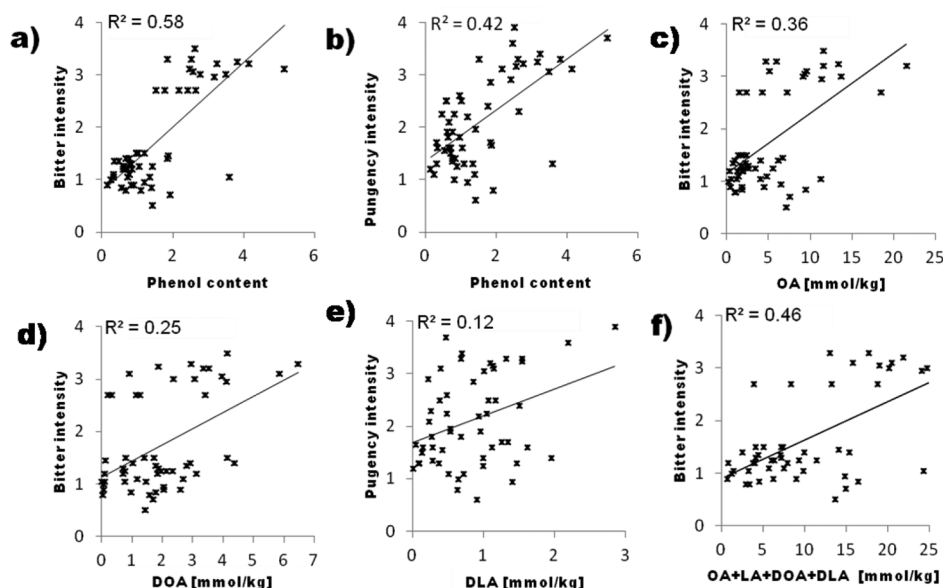 a)
R² = 0.58
Bitter intensity
4
3
2
1
0
0 2 4 6
Phenol content
b)
R² = 0.42
Pungency intensity
4
3
2
1
0
0 2 4 6
Phenol content
c)
R² = 0.36
Bitter intensity
4
3
2
1
0
0 5 10 15 20 25
OA [mmol/kg]
d)
R² = 0.25
Bitter intensity
4
3
2
1
0
0 1 2 3 4 5 6 7
DOA [mmol/kg]
e)
R² = 0.12
Pugency intensity
4
3
2
1
0
0 1 2 3
DLA [mmol/kg]
f)
R² = 0.46
Bitter intensity
4
3
2
1
0
0 5 10 15 20 25
OA+LA+DOA+DLA [mmol/kg]